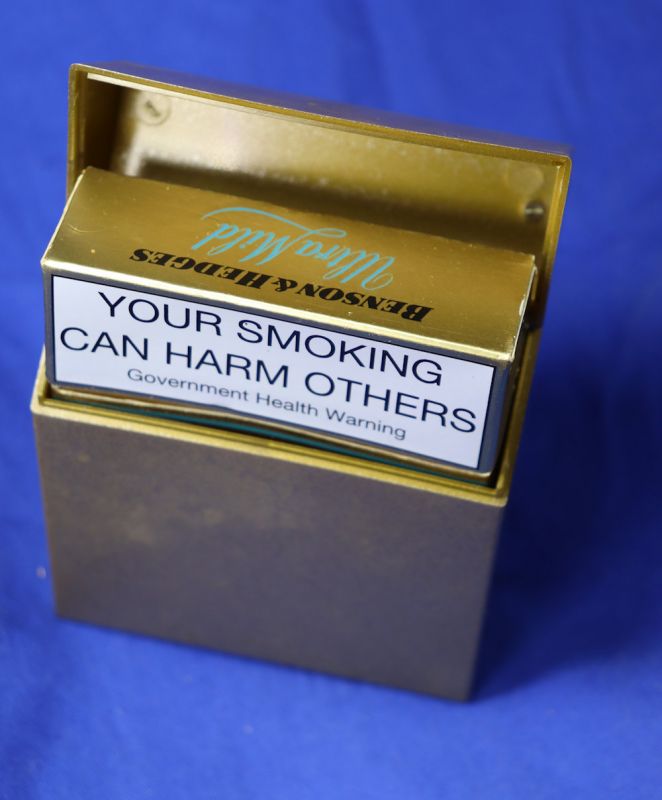 Ultra Mild
BENSON & HEDGES
YOUR SMOKING
CAN HARM OTHERS
Government Health Warning